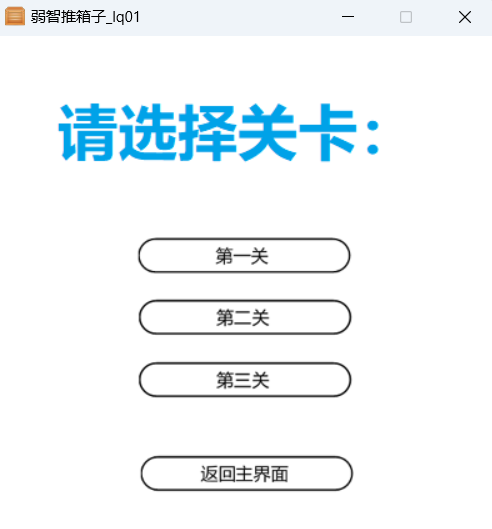 弱智推箱子_lq01
请选择关卡：
第一关
第二关
第三关
返回主界面